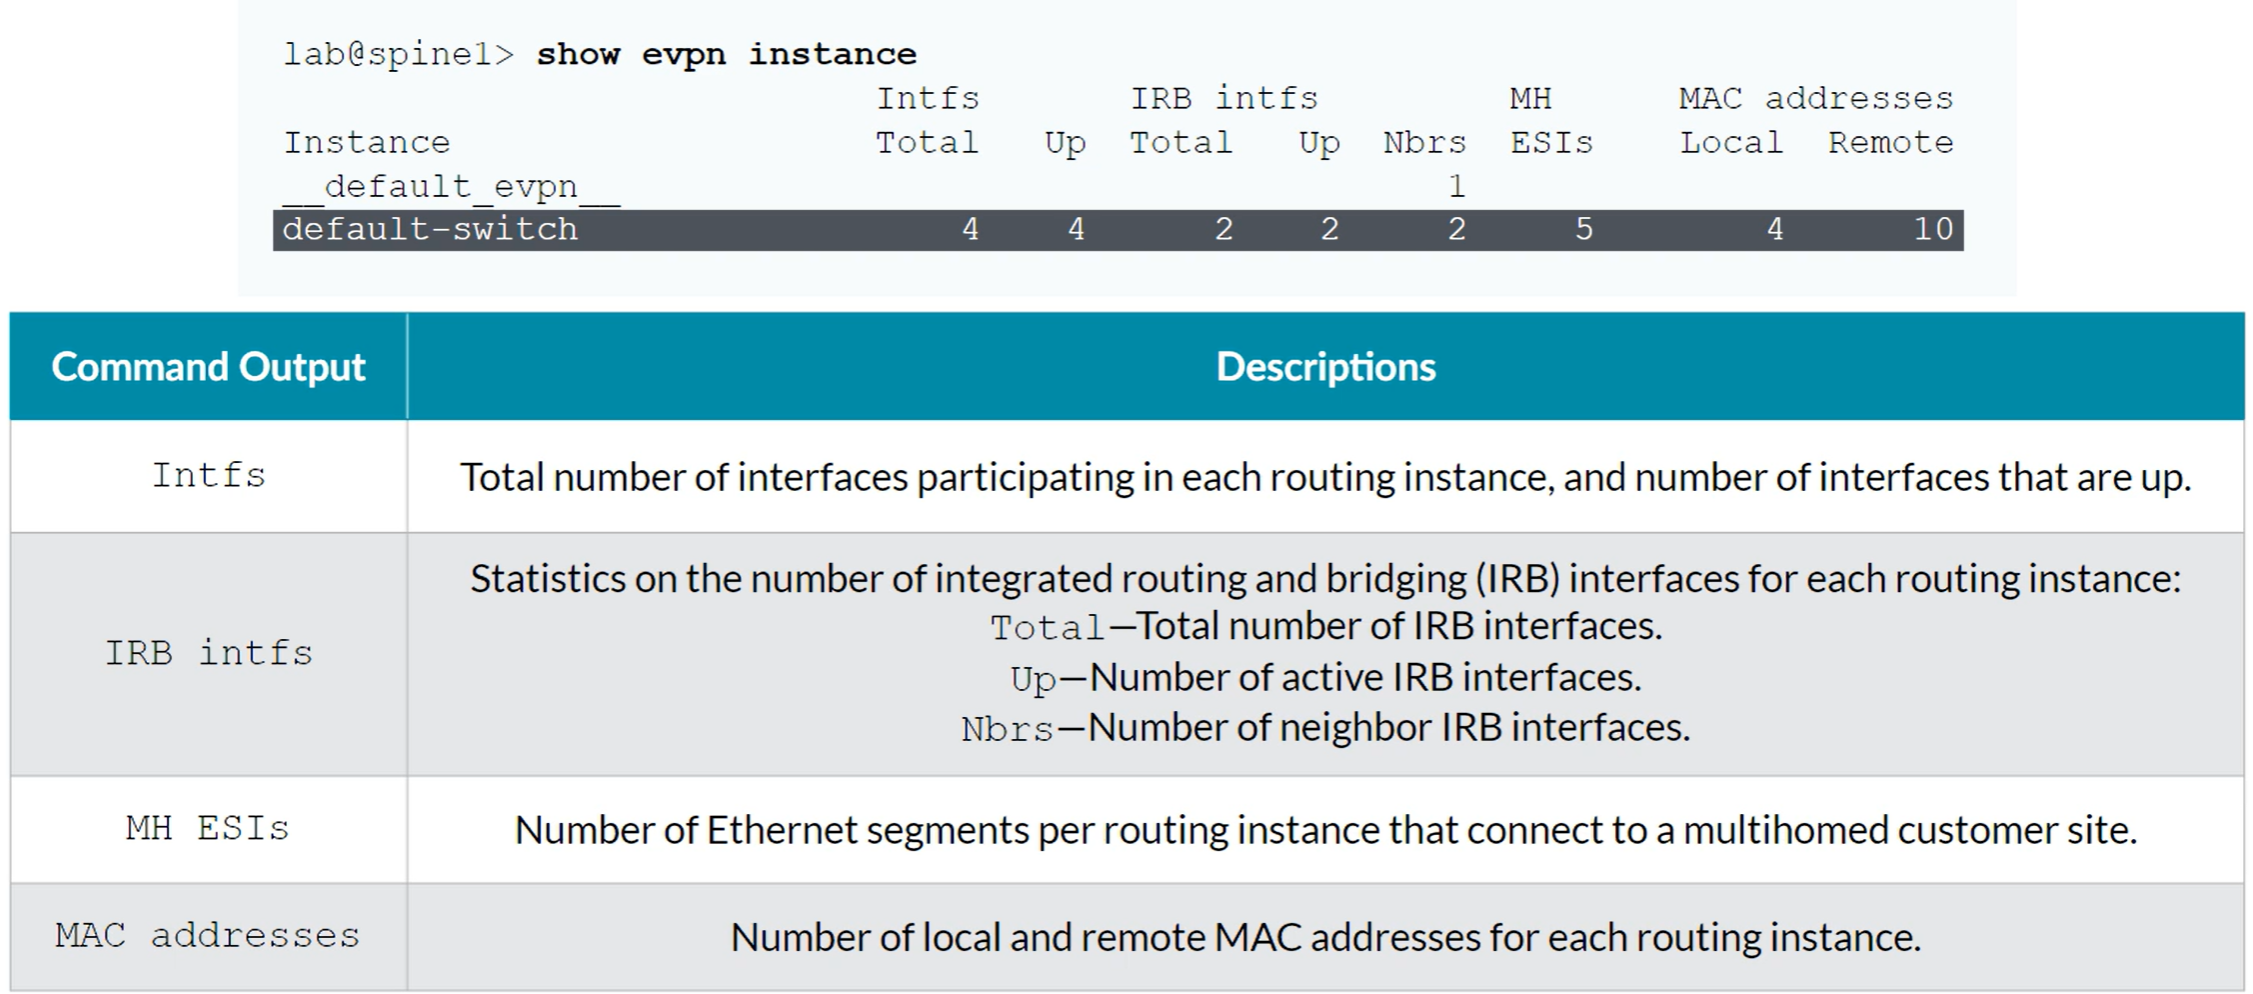 lab@spine1> show evpn instance
Intfs IRB intfs MH MAC addresses
Instance Total Up Total Up Nbrs ESIs Local Remote
__default_evpn__ 1
default-switch 4 4 2 2 2 5 4 10
Command Output Descriptions
Intfs Total number of interfaces participating in each routing instance, and number of interfaces that are up.
IRB intfs
Statistics on the number of integrated routing and bridging (IRB) interfaces for each routing instance:
Total—Total number of IRB interfaces.
Up—Number of active IRB interfaces.
Nbrs—Number of neighbor IRB interfaces.
MH ESIs Number of Ethernet segments per routing instance that connect to a multihomed customer site.
MAC addresses Number of local and remote MAC addresses for each routing instance.